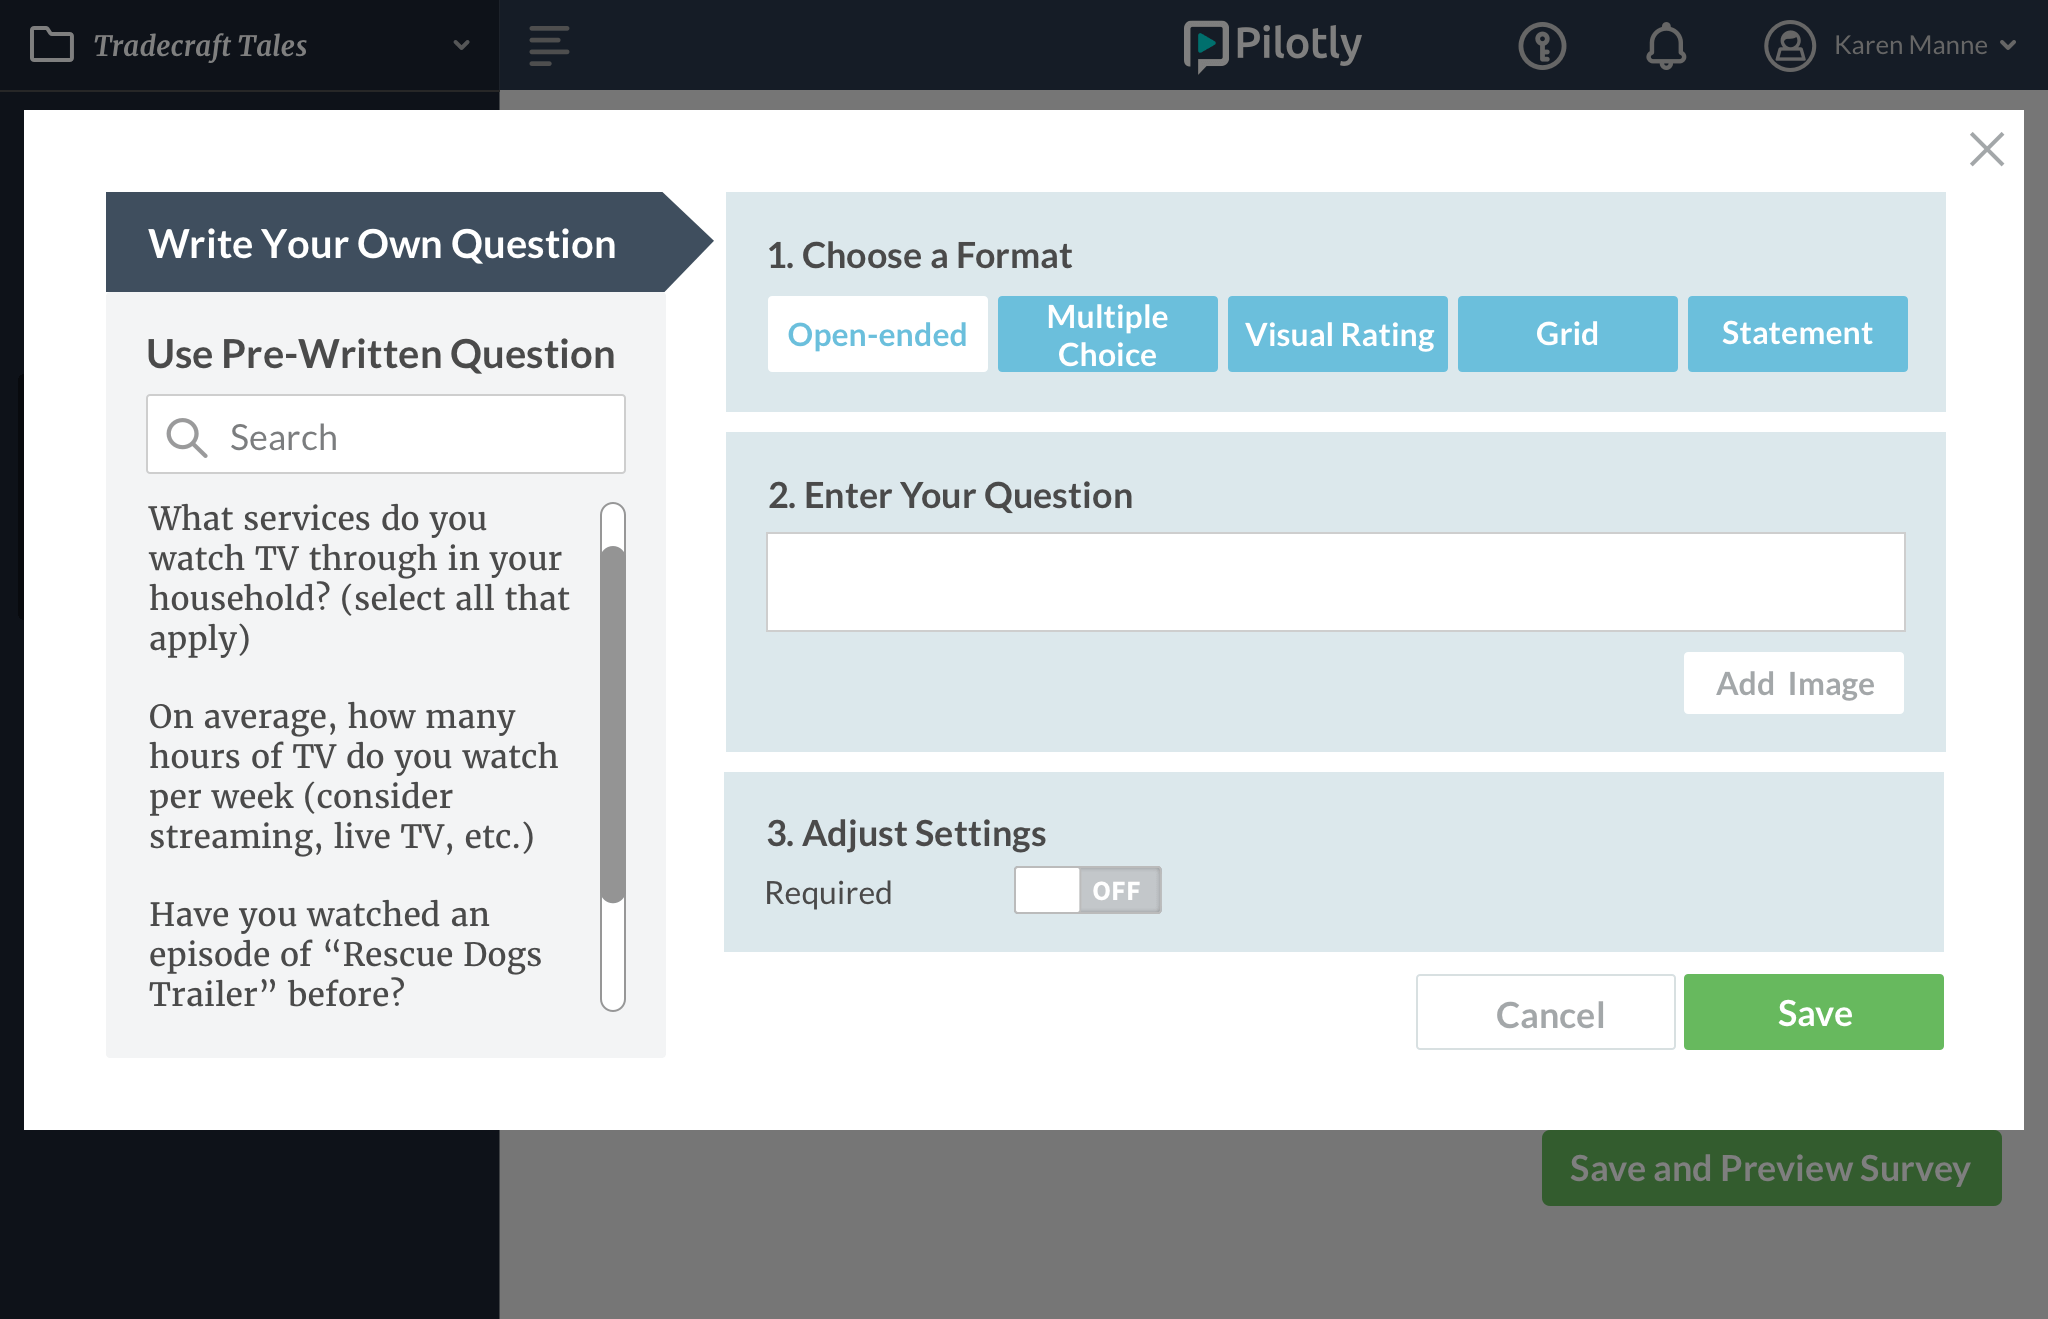 Tradecraft Tales
Pilotly
Karen Manne
Write Your Own Question
Use Pre-Written Question
Search
What services do you
watch TV through in your
household? (select all that
apply)
On average, how many
hours of TV do you watch
per week (consider
streaming, live TV, etc.)
Have you watched an
episode of “Rescue Dogs
Trailer” before?
1. Choose a Format
Open-ended
Multiple
Choice
Visual Rating
Grid
Statement
2. Enter Your Question
Add Image
3. Adjust Settings
Required
OFF
Cancel
Save
Save and Preview Survey